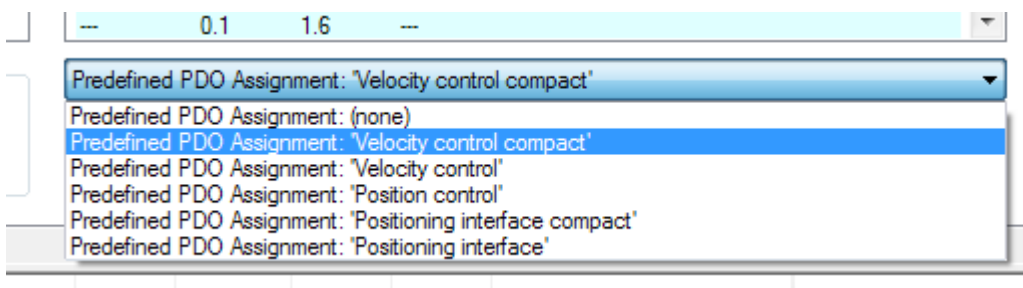 --- 0.1 1.6 ---
Predefined PDO Assignment: 'Velocity control compact'
Predefined PDO Assignment: (none)
Predefined PDO Assignment: 'Velocity control compact'
Predefined PDO Assignment: 'Velocity control'
Predefined PDO Assignment: 'Position control'
Predefined PDO Assignment: 'Positioning interface compact'
Predefined PDO Assignment: 'Positioning interface'